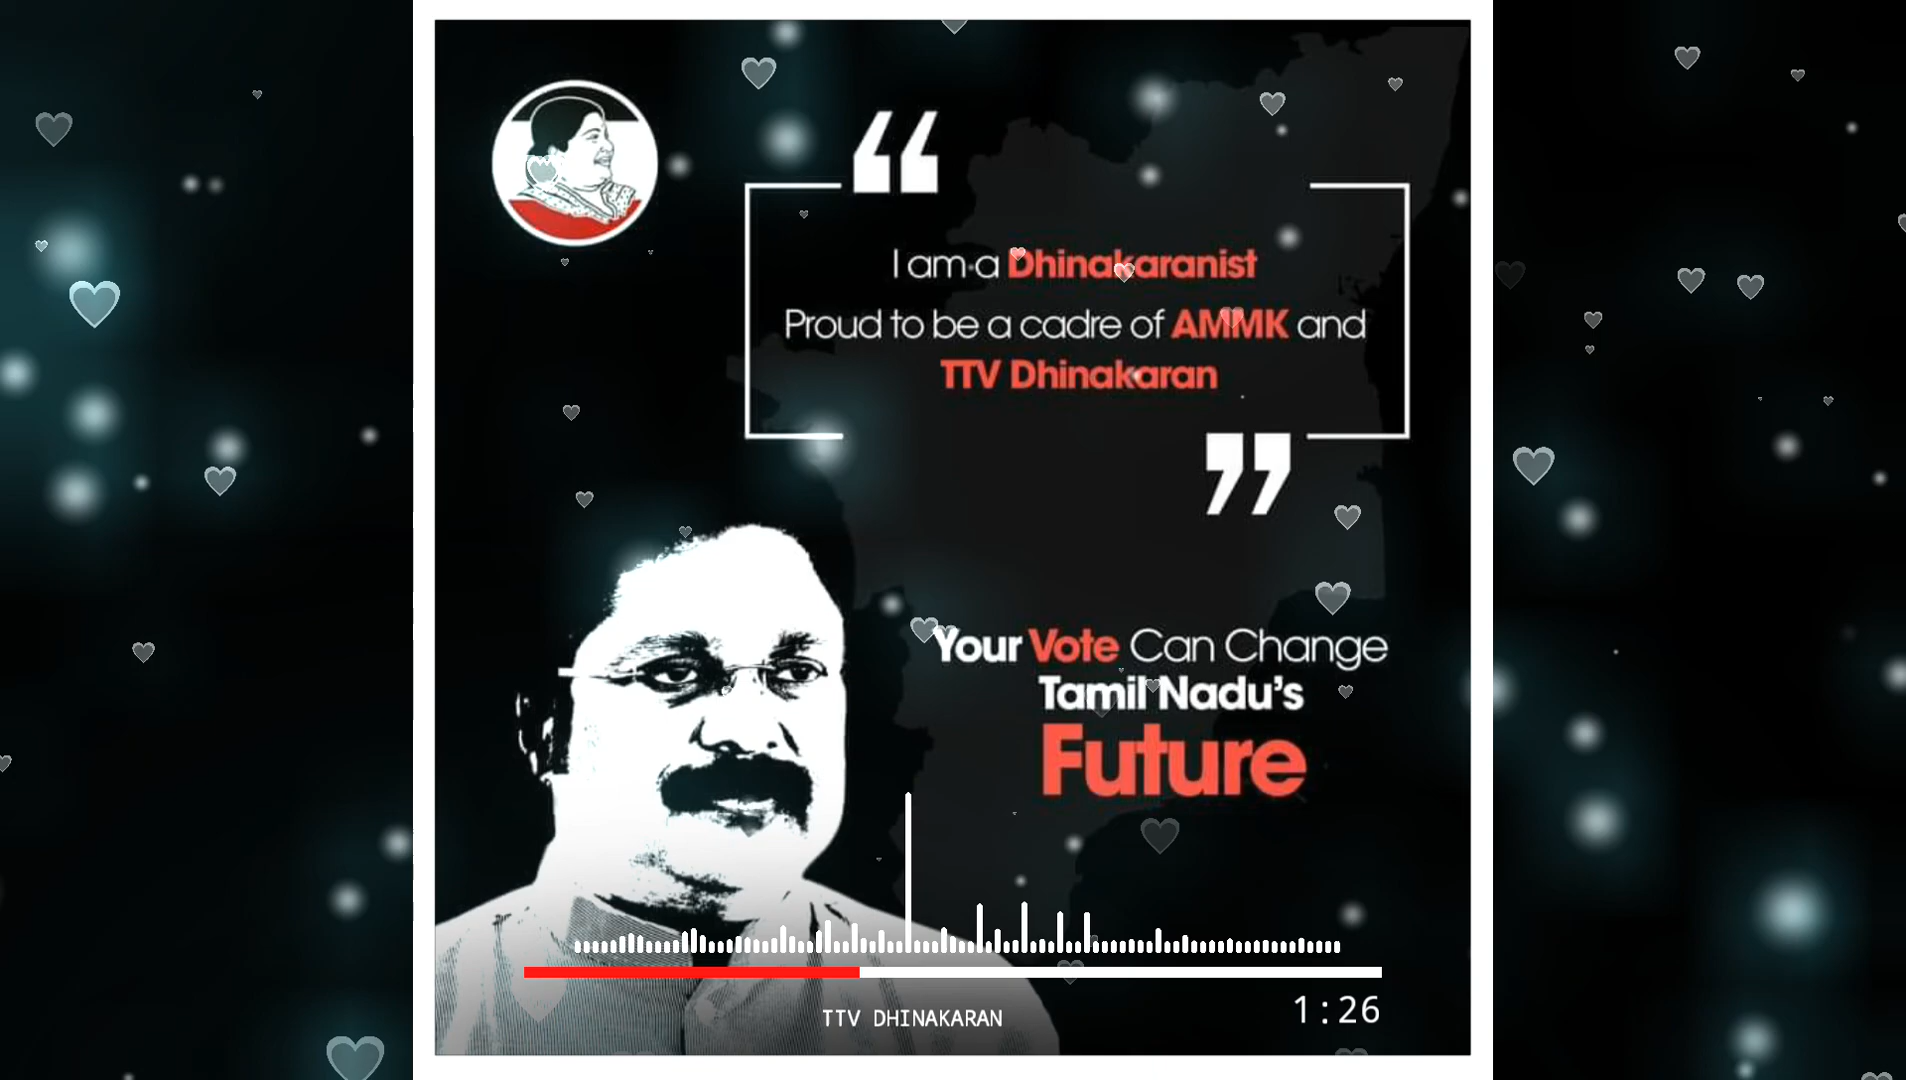 “
I am a Dhinakaranist
Proud to be a cadre of AMMK and
TTV Dhinakaran
”
Your Vote Can Change
Tamil Nadu’s
Future
TTV DHINAKARAN
1:26